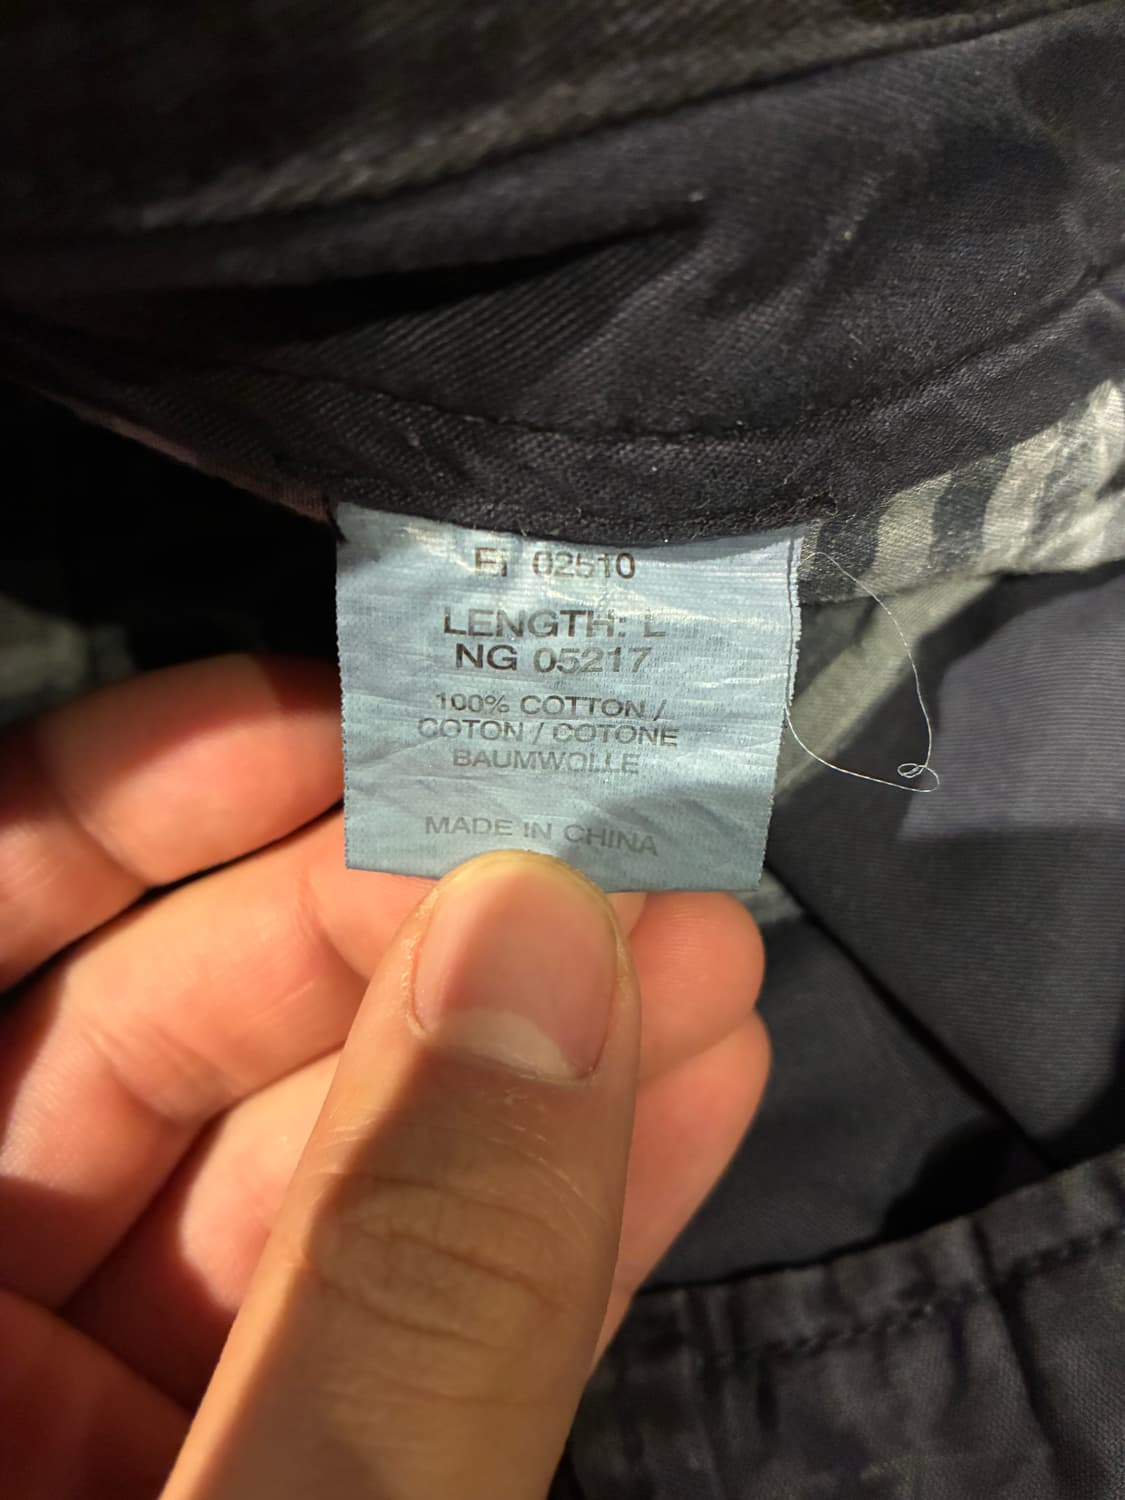 02510
LENGTH: L
NG 05217
100% COTTON /
COTON / COTONE
BAUMWOLLE
MADE IN CHINA